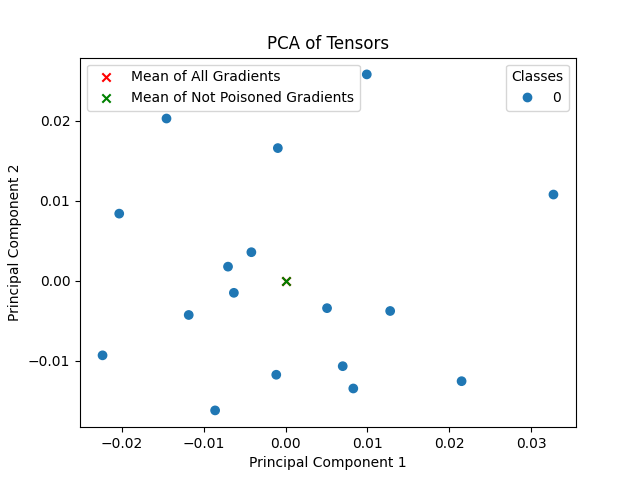 PCA of Tensors
Mean of All Gradients
Mean of Not Poisoned Gradients
Classes
0
Principal Component 2
0.02
0.01
0.00
−0.01
−0.02
−0.01
0.00
0.01
0.02
0.03
Principal Component 1